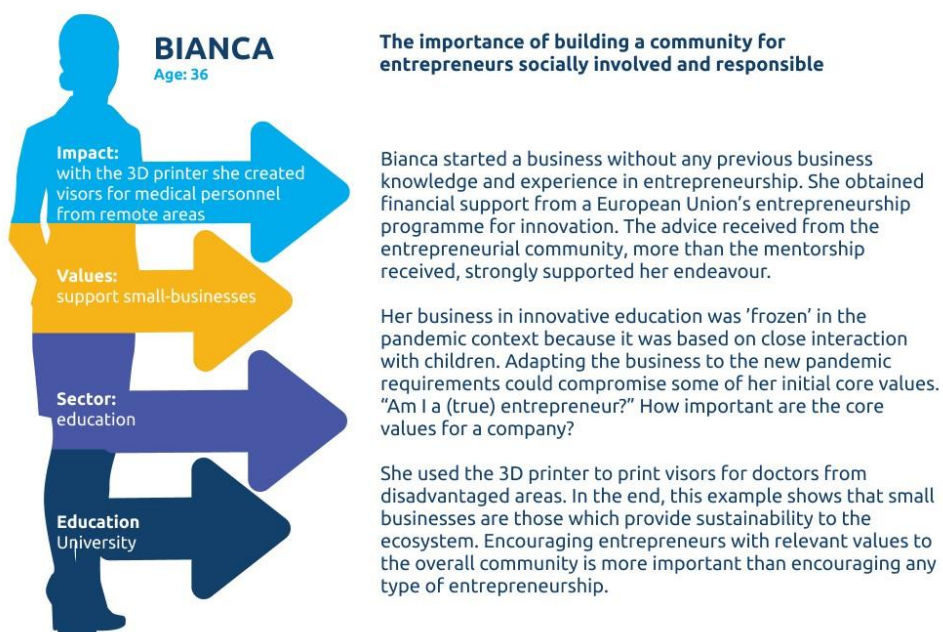 BIANCA
Age: 36
Impact:
with the 3D printer she created
visors for medical personnel
from remote areas
Values:
support small-businesses
Sector:
education
Education
University
The importance of building a community for
entrepreneurs socially involved and responsible
Bianca started a business without any previous business
knowledge and experience in entrepreneurship. She obtained
financial support from a European Union’s entrepreneurship
programme for innovation. The advice received from the
entrepreneurial community, more than the mentorship
received, strongly supported her endeavour.
Her business in innovative education was ’frozen’ in the
pandemic context because it was based on close interaction
with children. Adapting the business to the new pandemic
requirements could compromise some of her initial core values.
“Am I a (true) entrepreneur?” How important are the core
values for a company?
She used the 3D printer to print visors for doctors from
disadvantaged areas. In the end, this example shows that small
businesses are those which provide sustainability to the
ecosystem. Encouraging entrepreneurs with relevant values to
the overall community is more important than encouraging any
type of entrepreneurship.